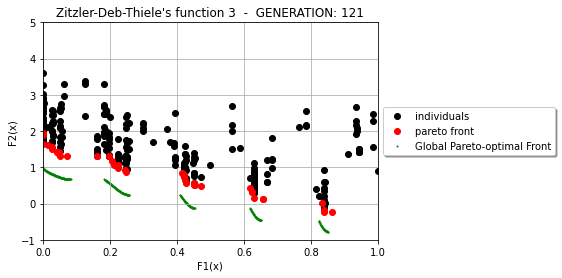 Zitzler-Deb-Thiele's function 3 - GENERATION: 121
5
4
3
2
1
0
-1
F2(x)
individuals
pareto front
Global Pareto-optimal Front
0.0 0.2 0.4 0.6 0.8 1.0
F1(x)